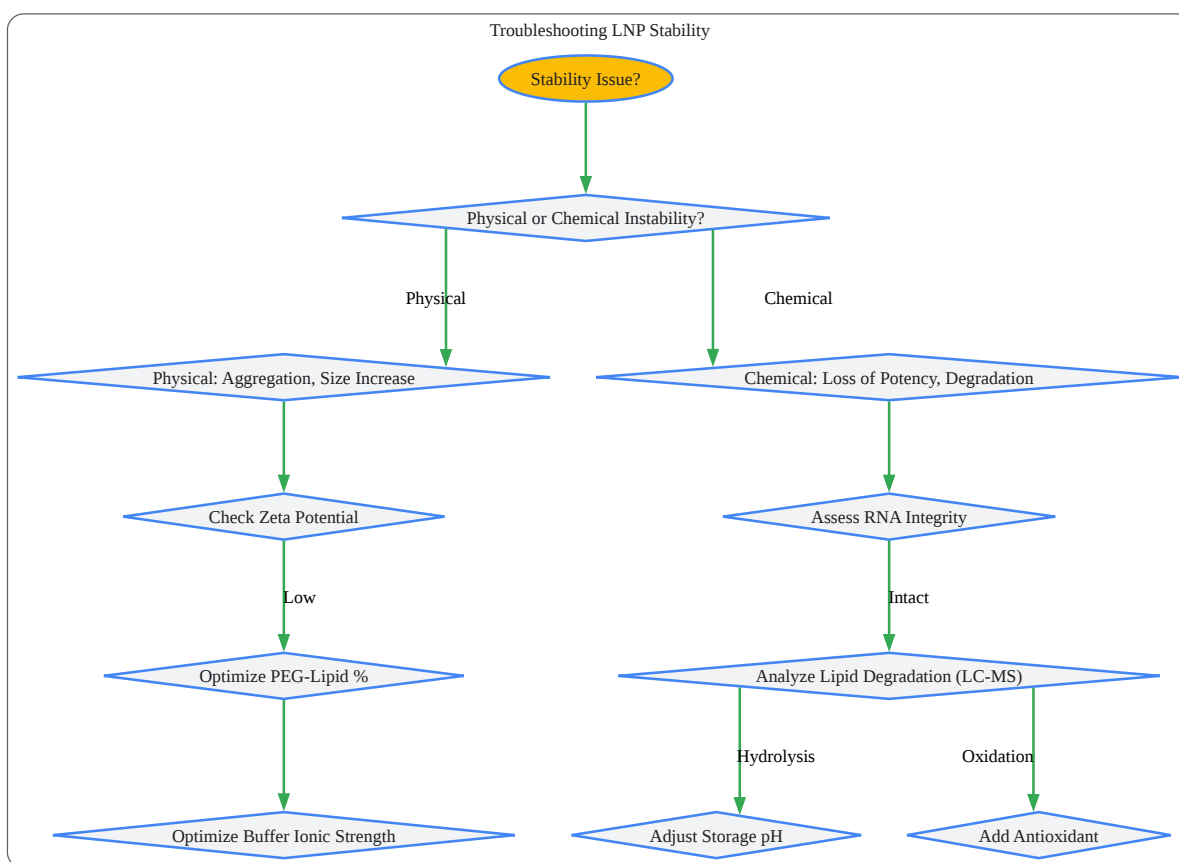 Troubleshooting LNP Stability
Stability Issue?
Physical or Chemical Instability?
Physical
Chemical
Physical: Aggregation, Size Increase
Chemical: Loss of Potency, Degradation
Check Zeta Potential
Assess RNA Integrity
Low
Intact
Optimize PEG-Lipid %
Analyze Lipid Degradation (LC-MS)
Hydrolysis
Oxidation
Optimize Buffer Ionic Strength
Adjust Storage pH
Add Antioxidant